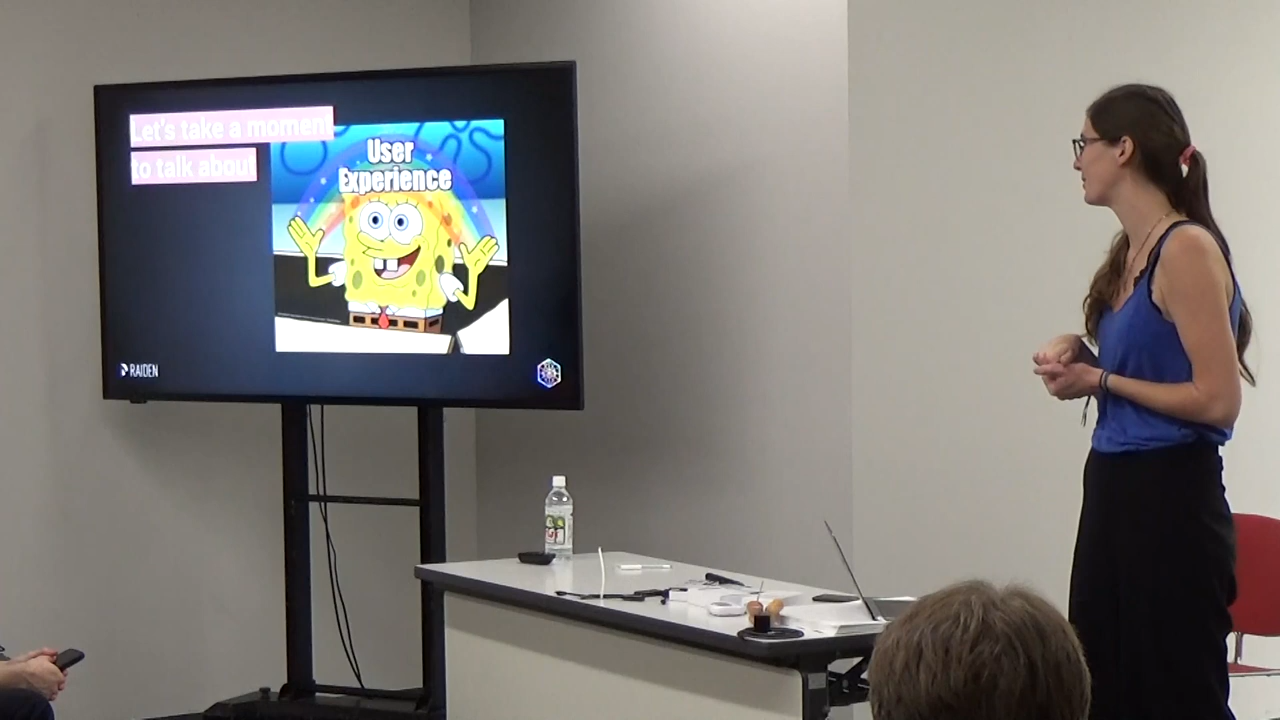 Let's take a moment
to talk about
User
Experience
RAIDEN